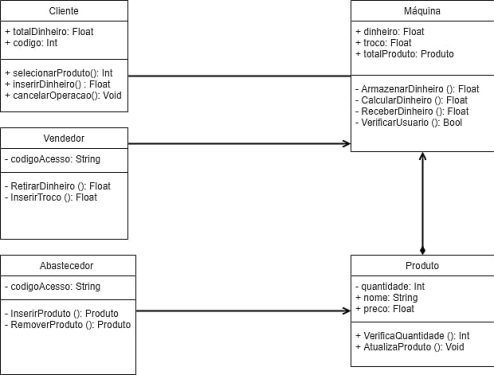 Cliente
+ totalDinheiro: Float
+ codigo: Int
+ selecionarProduto(): Int
+ inserirDinheiro() : Float
+ cancelarOperacao(): Void
Máquina
+ dinheiro: Float
+ troco: Float
+ totalProduto: Produto
- ArmazenarDinheiro (): Float
- CalcularDinheiro (): Float
- ReceberDinheiro (): Float
- VerificarUsuario (): Bool
Vendedor
- codigoAcesso: String
- RetirarDinheiro (): Float
- InserirTroco (): Float
Abastecedor
- codigoAcesso: String
- InserirProduto (): Produto
- RemoverProduto (): Produto
Produto
- quantidade: Int
+ nome: String
+ preco: Float
+ VerificaQuantidade (): Int
+ AtualizaProduto (): Void